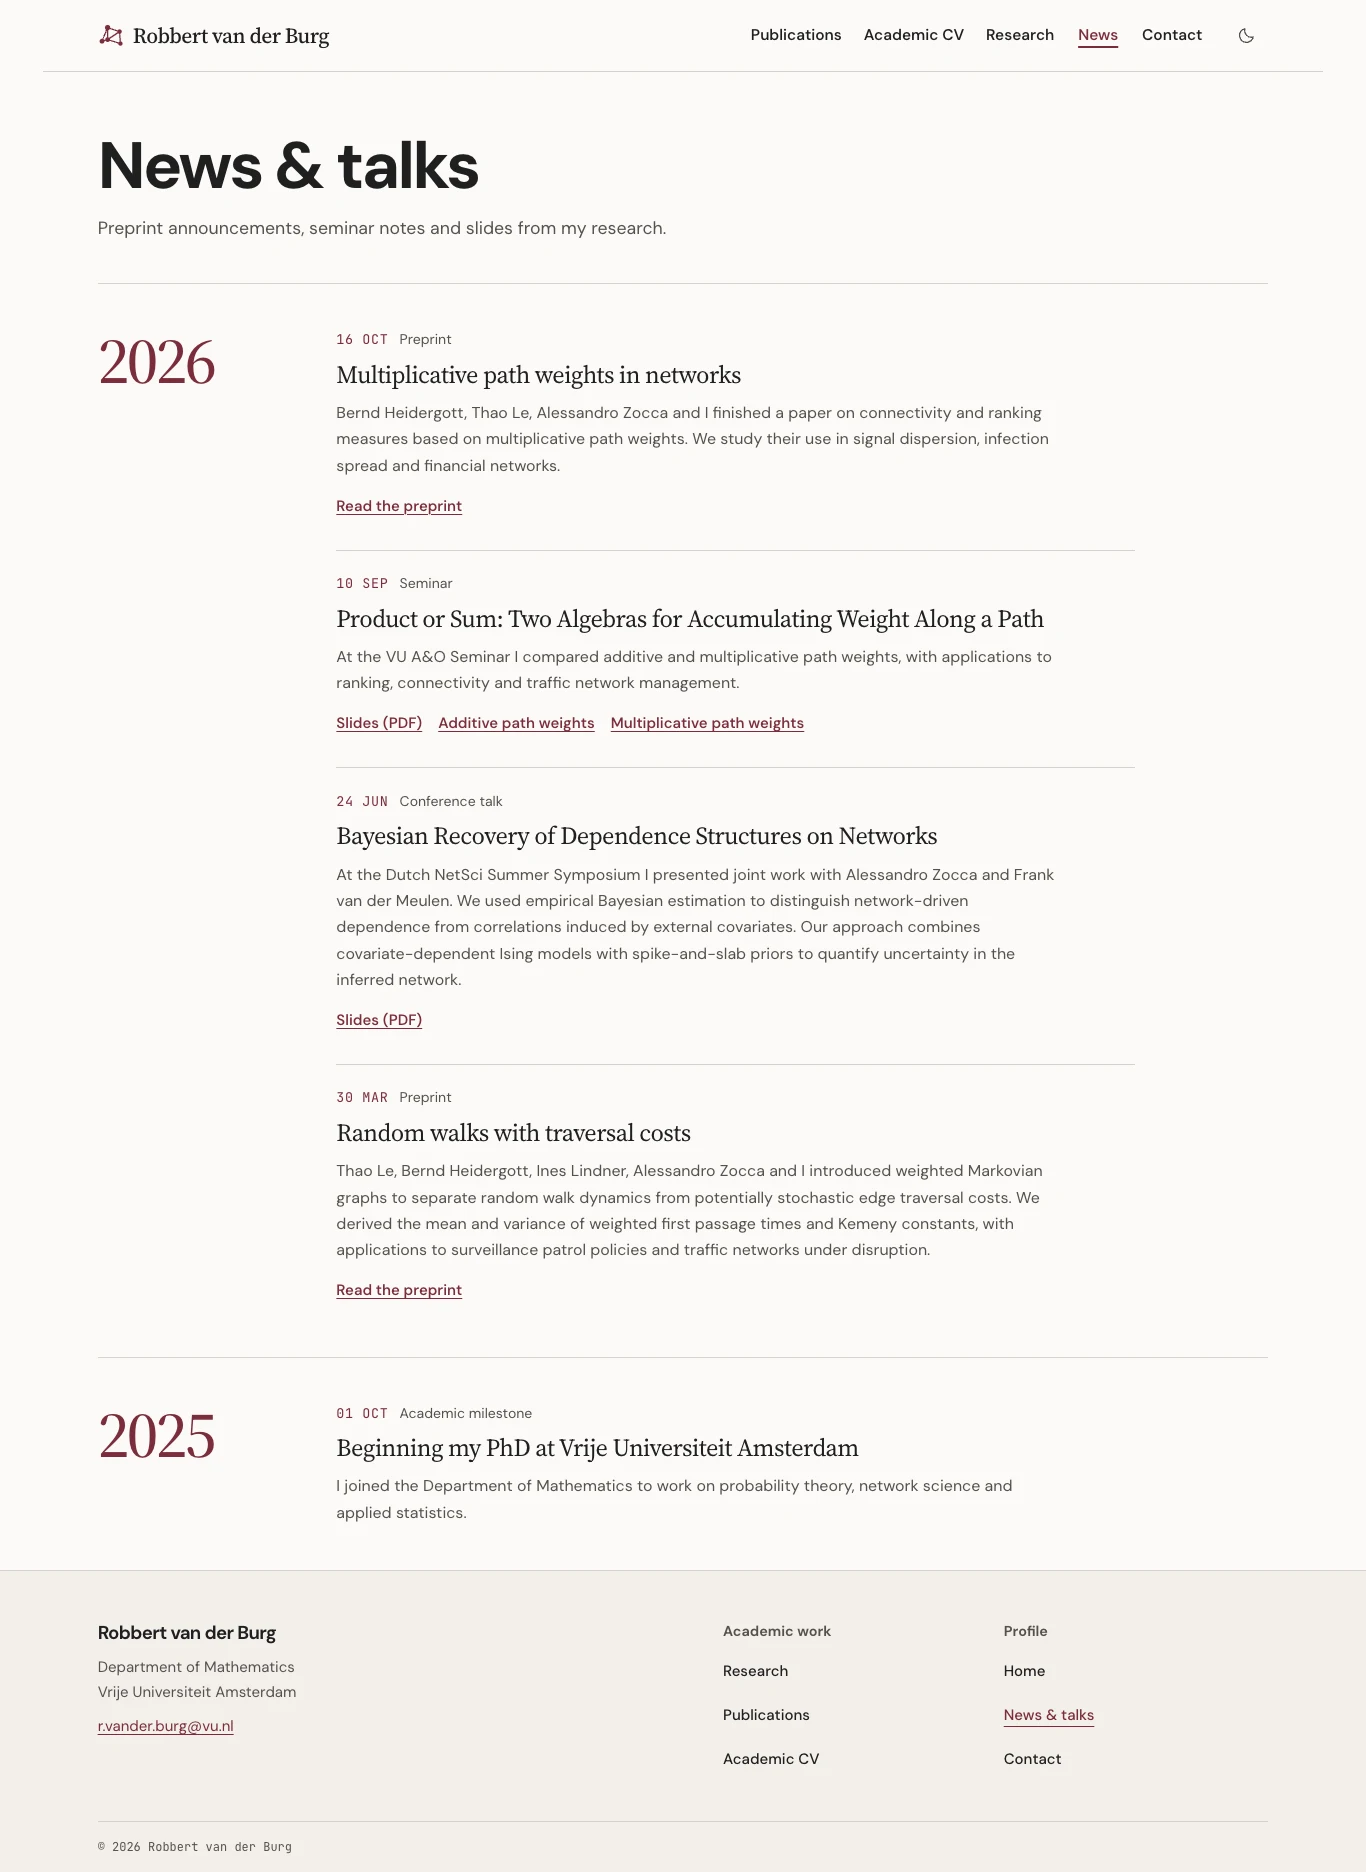 Robbert van der Burg
Publications Academic CV Research News Contact
News & talks
Preprint announcements, seminar notes and slides from my research.
2026
16 OCT Preprint
Multiplicative path weights in networks
Bernd Heidergott, Thao Le, Alessandro Zocca and I finished a paper on connectivity and ranking
measures based on multiplicative path weights. We study their use in signal dispersion, infection
spread and financial networks.
Read the preprint
10 SEP Seminar
Product or Sum: Two Algebras for Accumulating Weight Along a Path
At the VU A&O Seminar I compared additive and multiplicative path weights, with applications to
ranking, connectivity and traffic network management.
Slides (PDF) Additive path weights Multiplicative path weights
24 JUN Conference talk
Bayesian Recovery of Dependence Structures on Networks
At the Dutch NetSci Summer Symposium I presented joint work with Alessandro Zocca and Frank
van der Meulen. We used empirical Bayesian estimation to distinguish network-driven
dependence from correlations induced by external covariates. Our approach combines
covariate-dependent Ising models with spike-and-slab priors to quantify uncertainty in the
inferred network.
Slides (PDF)
30 MAR Preprint
Random walks with traversal costs
Thao Le, Bernd Heidergott, Ines Lindner, Alessandro Zocca and I introduced weighted Markovian
graphs to separate random walk dynamics from potentially stochastic edge traversal costs. We
derived the mean and variance of weighted first passage times and Kemeny constants, with
applications to surveillance patrol policies and traffic networks under disruption.
Read the preprint
2025
01 OCT Academic milestone
Beginning my PhD at Vrije Universiteit Amsterdam
I joined the Department of Mathematics to work on probability theory, network science and
applied statistics.
Robbert van der Burg
Department of Mathematics
Vrije Universiteit Amsterdam
r.vander.burg@vu.nl
Academic work
Research
Publications
Academic CV
Profile
Home
News & talks
Contact
© 2026 Robbert van der Burg